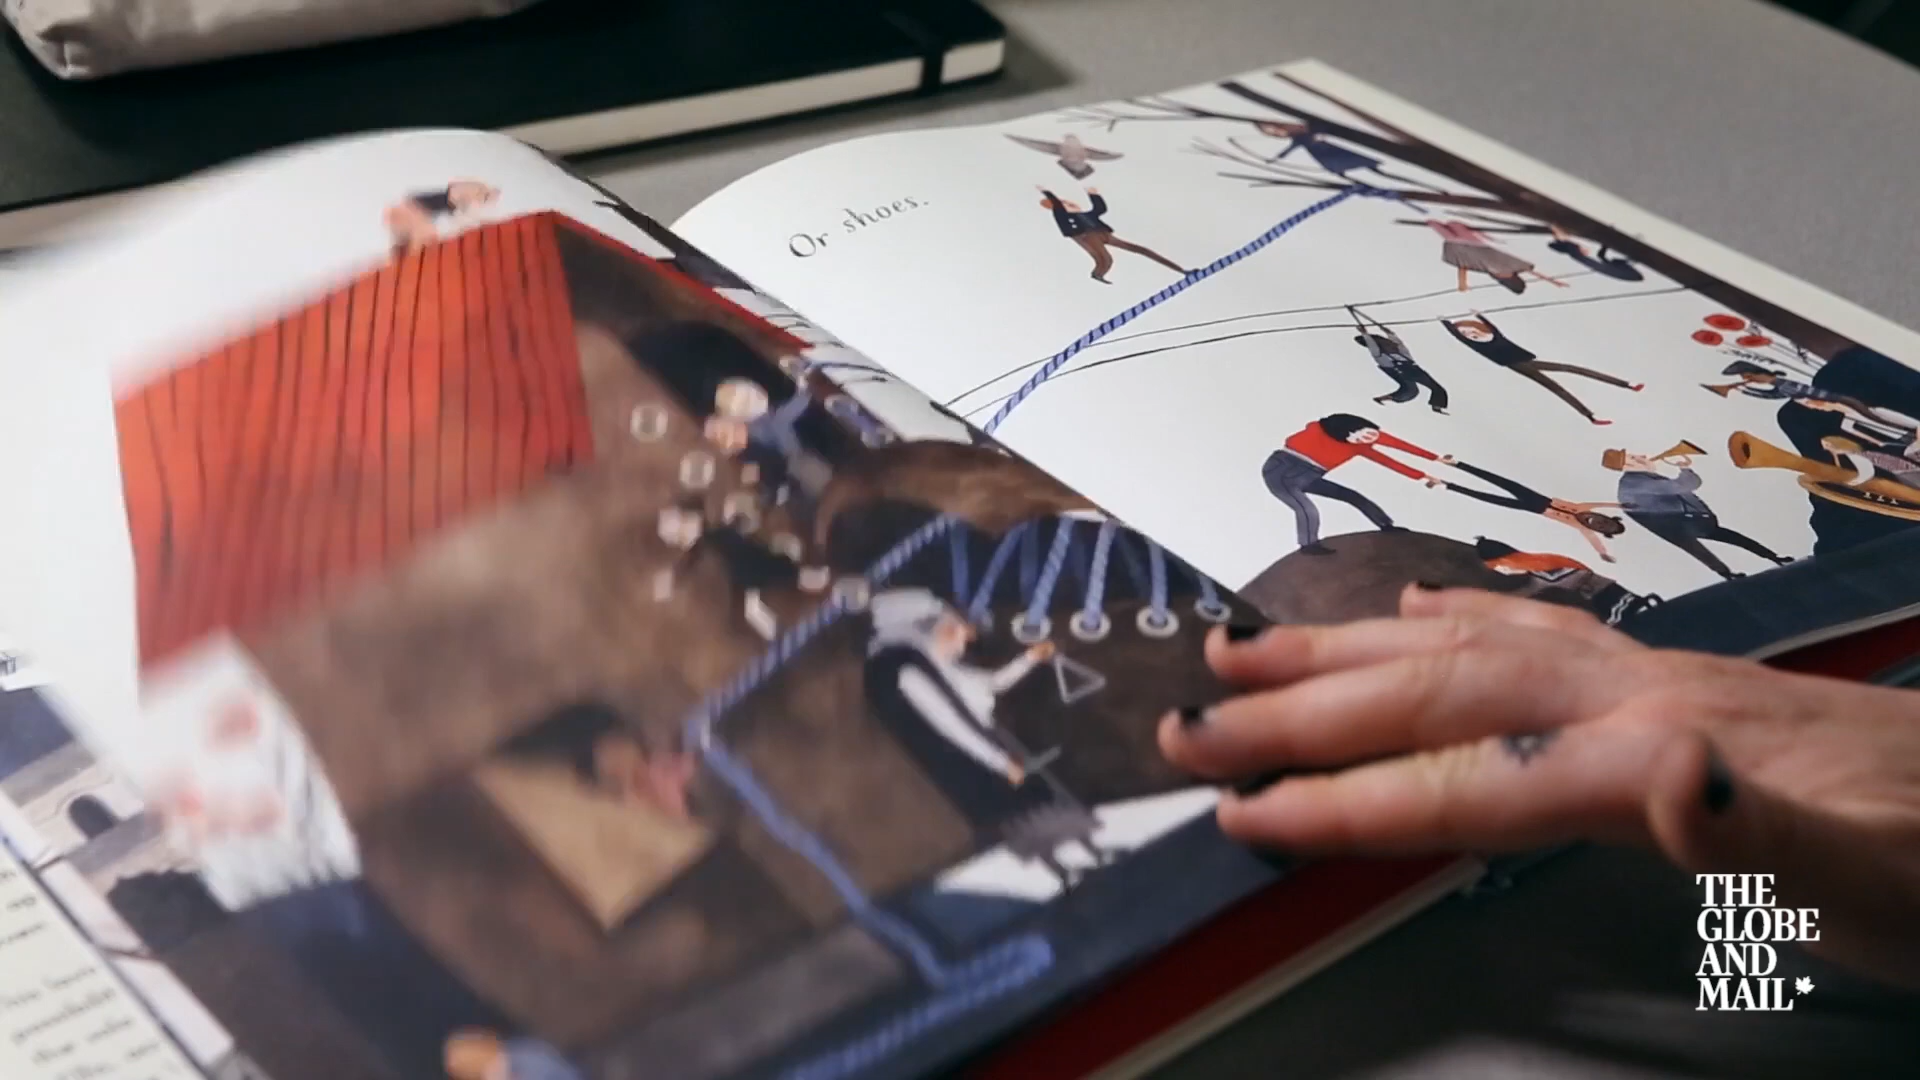 Or shoes.
THE
GLOBE
AND
MAIL